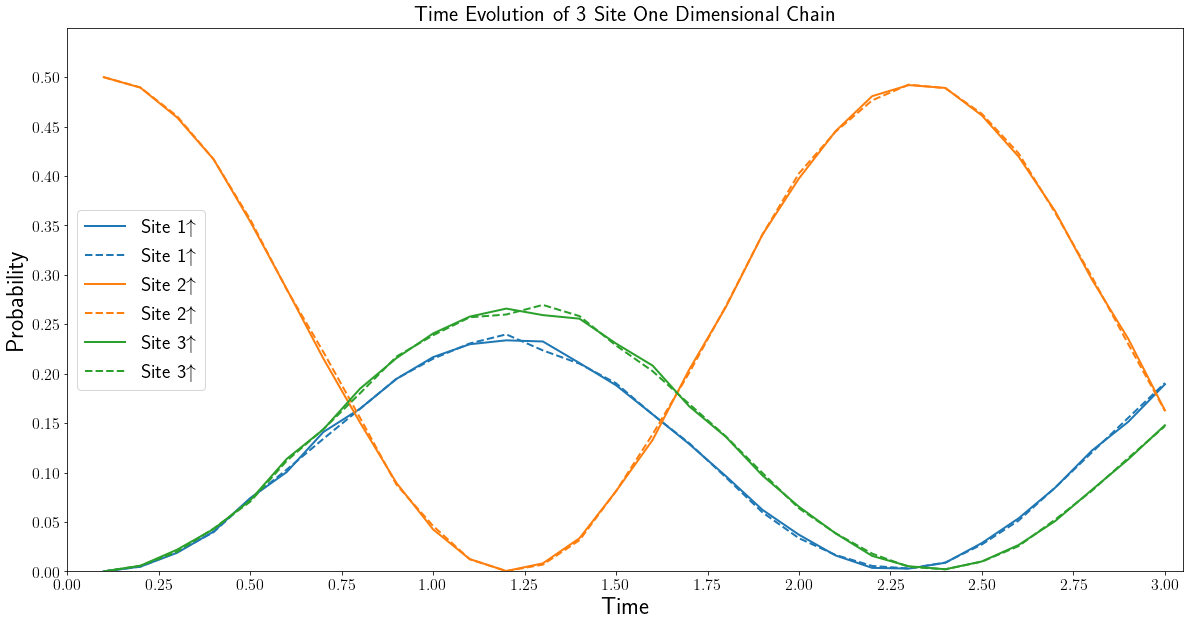 Time Evolution of 3 Site One Dimensional Chain
Probability
0.50
0.45
0.40
0.35
0.30
0.25
0.20
0.15
0.10
0.05
0.00
Site 1↑
Site 1↑
Site 2↑
Site 2↑
Site 3↑
Site 3↑
0.00 0.25 0.50 0.75 1.00 1.25 1.50 1.75 2.00 2.25 2.50 2.75 3.00
Time